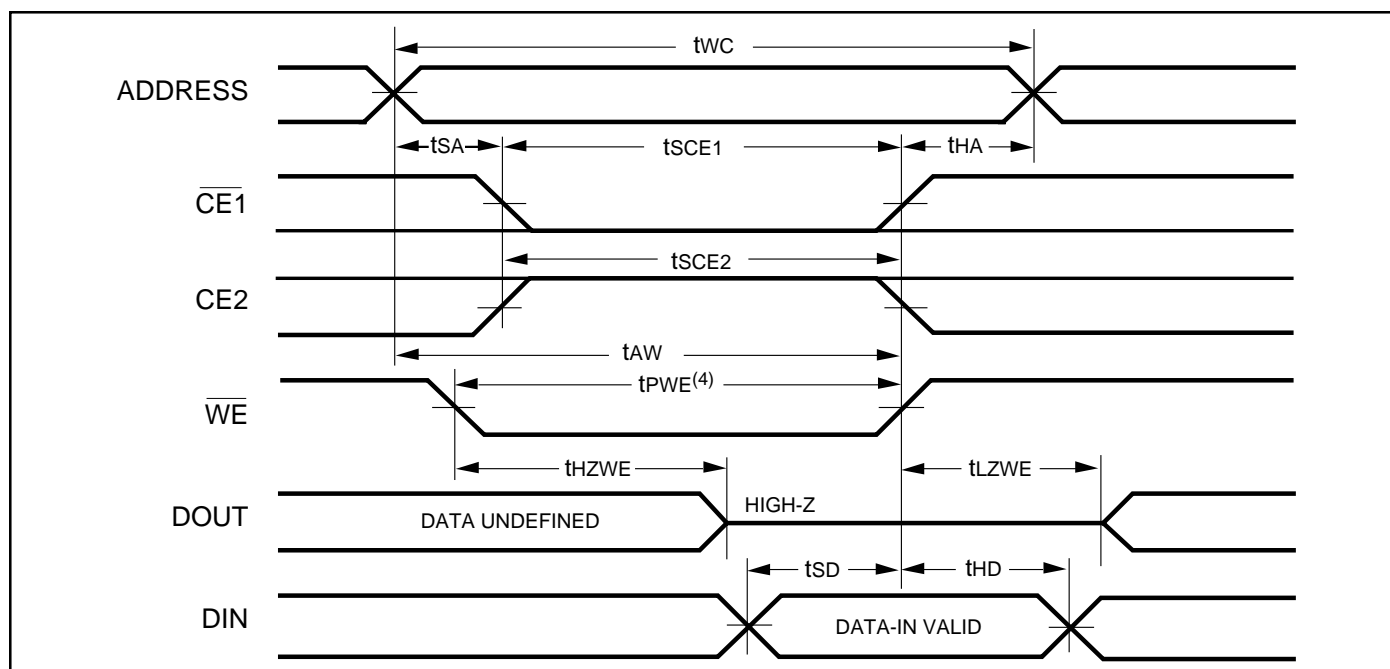 tWC
ADDRESS
tSA tSCE1 tHA
CE1
tSCE2
CE2
tAW
tPWE(4)
WE
tHZWE tLZWE
DOUT DATA UNDEFINED HIGH-Z
tSD tHD
DIN DATA-IN VALID